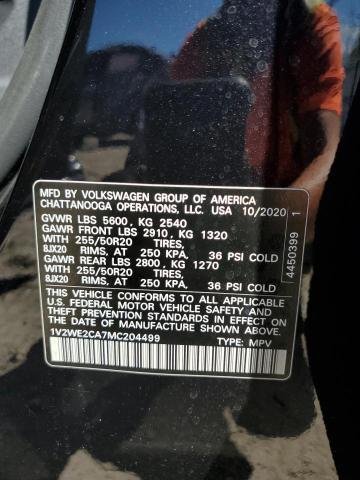 MFD BY VOLKSWAGEN GROUP OF AMERICA
CHATTANOOGA OPERATIONS, LLC. USA 10/2020
GVWR LBS 5600, KG 2540
GAWR FRONT LBS 2910, KG 1320
WITH 255/50R20 TIRES,
8JX20 RIMS, AT 250 KPA. 36 PSI COLD
GAWR REAR LBS 2800, KG 1270
WITH 255/50R20 TIRES,
8JX20 RIMS, AT 250 KPA. 36 PSI COLD
THIS VEHICLE CONFORMS TO ALL APPLICABLE
U.S. FEDERAL MOTOR VEHICLE SAFETY, BUMPER, AND
THEFT PREVENTION STANDARDS IN EFFECT ON THE
DATE OF MANUFACTURE SHOWN ABOVE.
1V2WE2CA7MC204499 TYPE: MPV
4450399 1